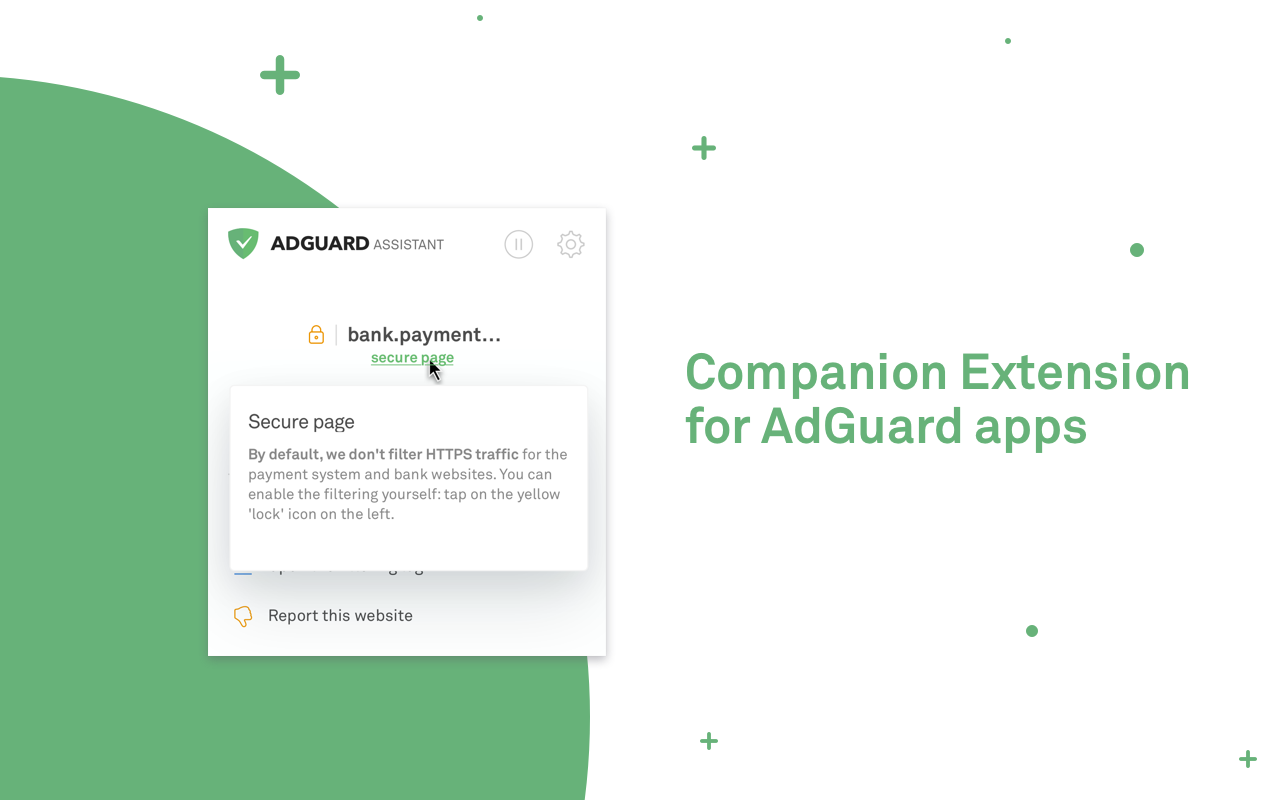 ADGUARD ASSISTANT
bank.payment...
secure page
Secure page
By default, we don't filter HTTPS traffic for the
payment system and bank websites. You can
enable the filtering yourself: tap on the yellow
'lock' icon on the left.
Report this website
Companion Extension
for AdGuard apps